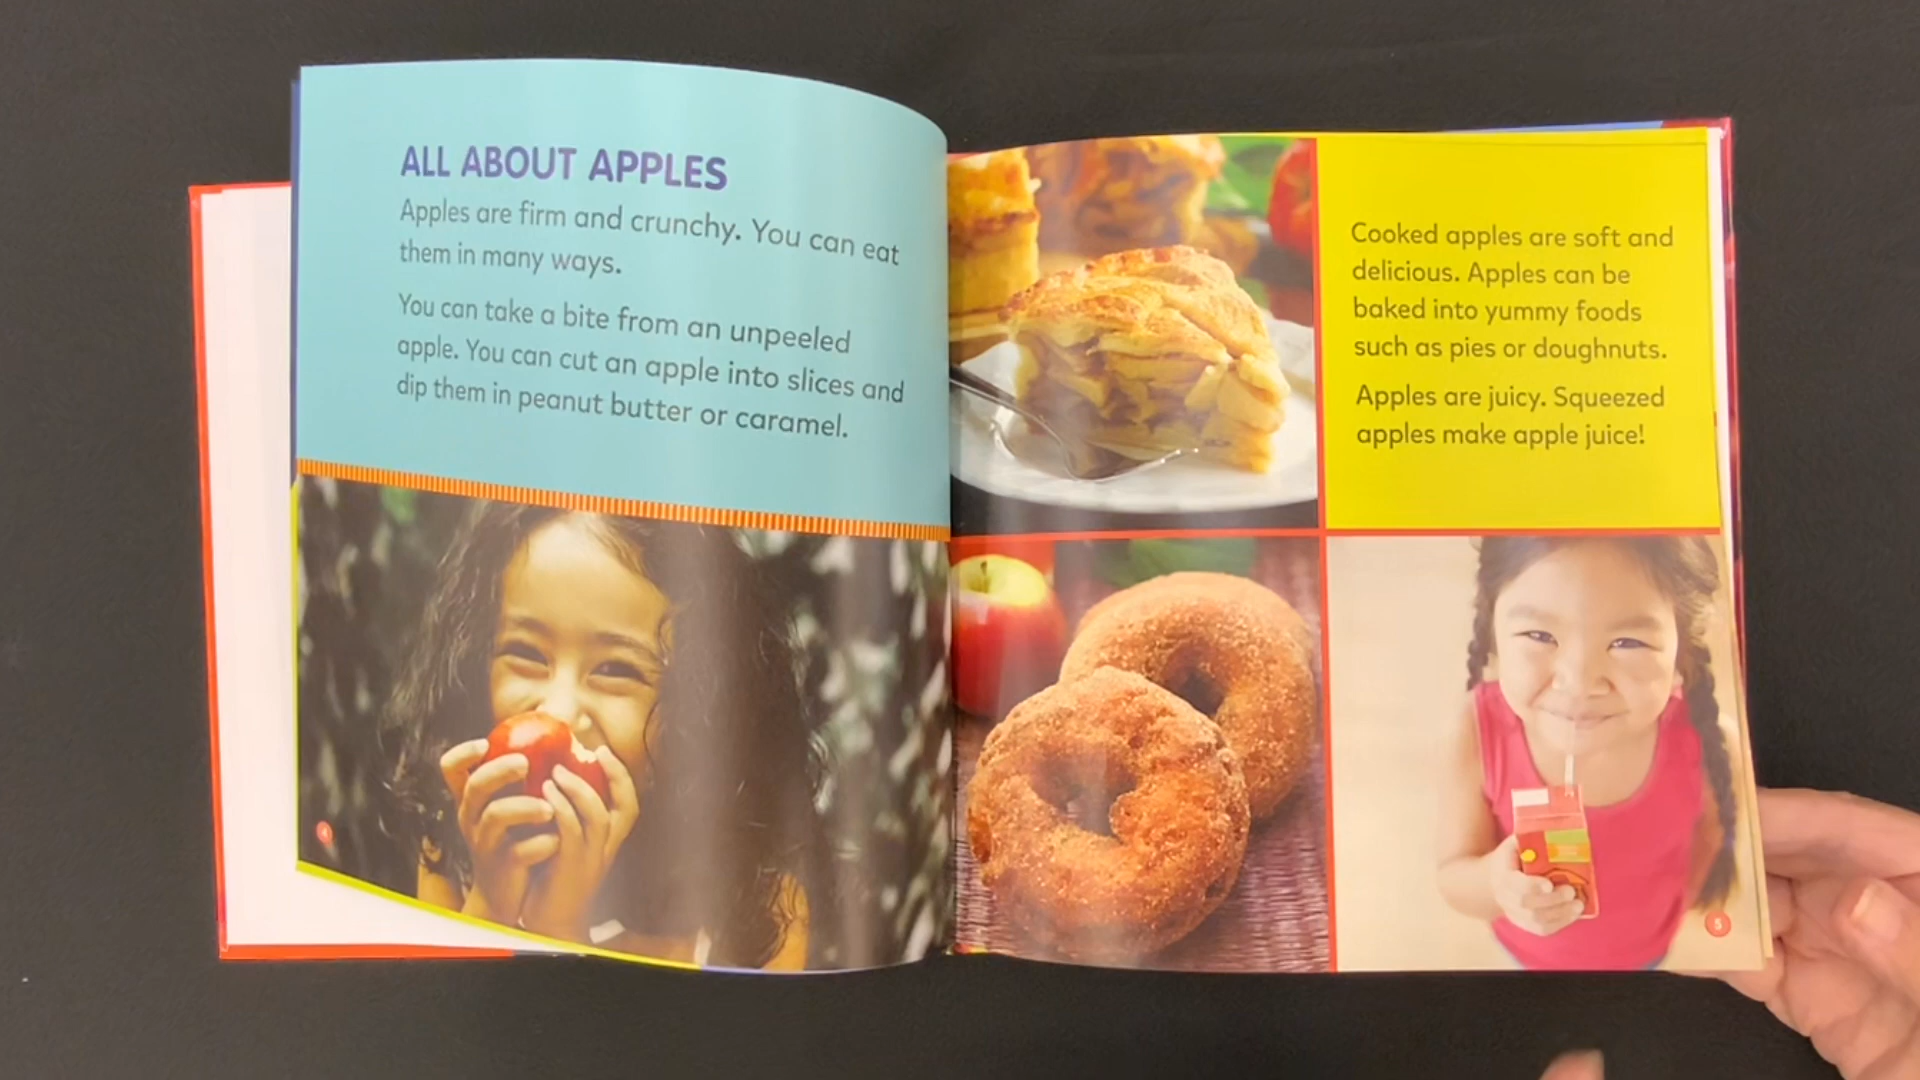 ALL ABOUT APPLES
Apples are firm and crunchy. You can eat
them in many ways.
You can take a bite from an unpeeled
apple. You can cut an apple into slices and
dip them in peanut butter or caramel.
4
Cooked apples are soft and
delicious. Apples can be
baked into yummy foods
such as pies or doughnuts.
Apples are juicy. Squeezed
apples make apple juice!
5